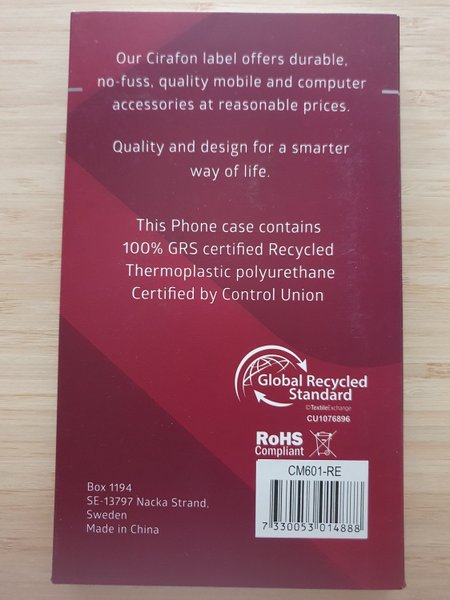 Our Cirafon label offers durable,
no-fuss, quality mobile and computer
accessories at reasonable prices.
Quality and design for a smarter
way of life.
This Phone case contains
100% GRS certified Recycled
Thermoplastic polyurethane
Certified by Control Union
Global Recycled
Standard
©TextileExchange
CU1076896
RoHS
Compliant
CM601-RE
7 330053 014888
Box 1194
SE-13797 Nacka Strand,
Sweden
Made in China